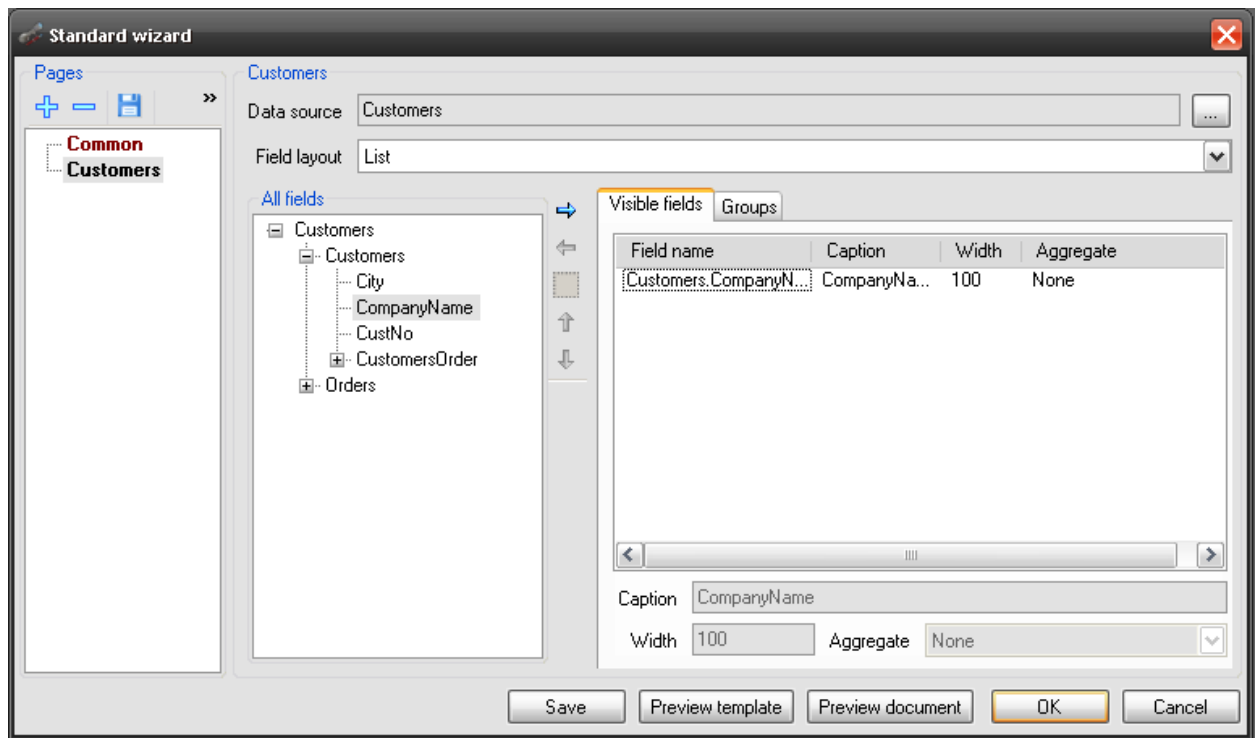 Standard wizard
Pages
»
Common
Customers
Customers
Data source Customers ...
Field layout List
All fields
Customers
Customers
City
CompanyName
CustNo
CustomersOrder
Orders
Visible fields Groups
Field name Caption Width Aggregate
Customers.CompanyN... CompanyNa... 100 None
Caption CompanyName
Width 100 Aggregate None
Save Preview template Preview document OK Cancel